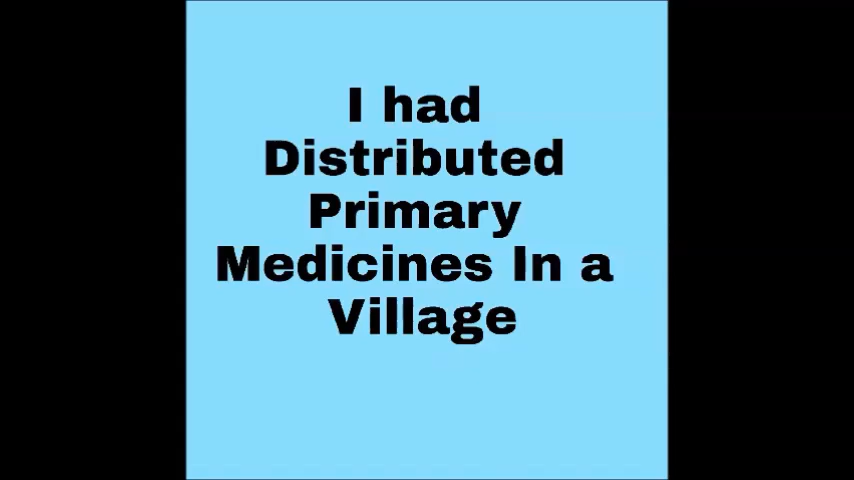 I had
Distributed
Primary
Medicines In a
Village